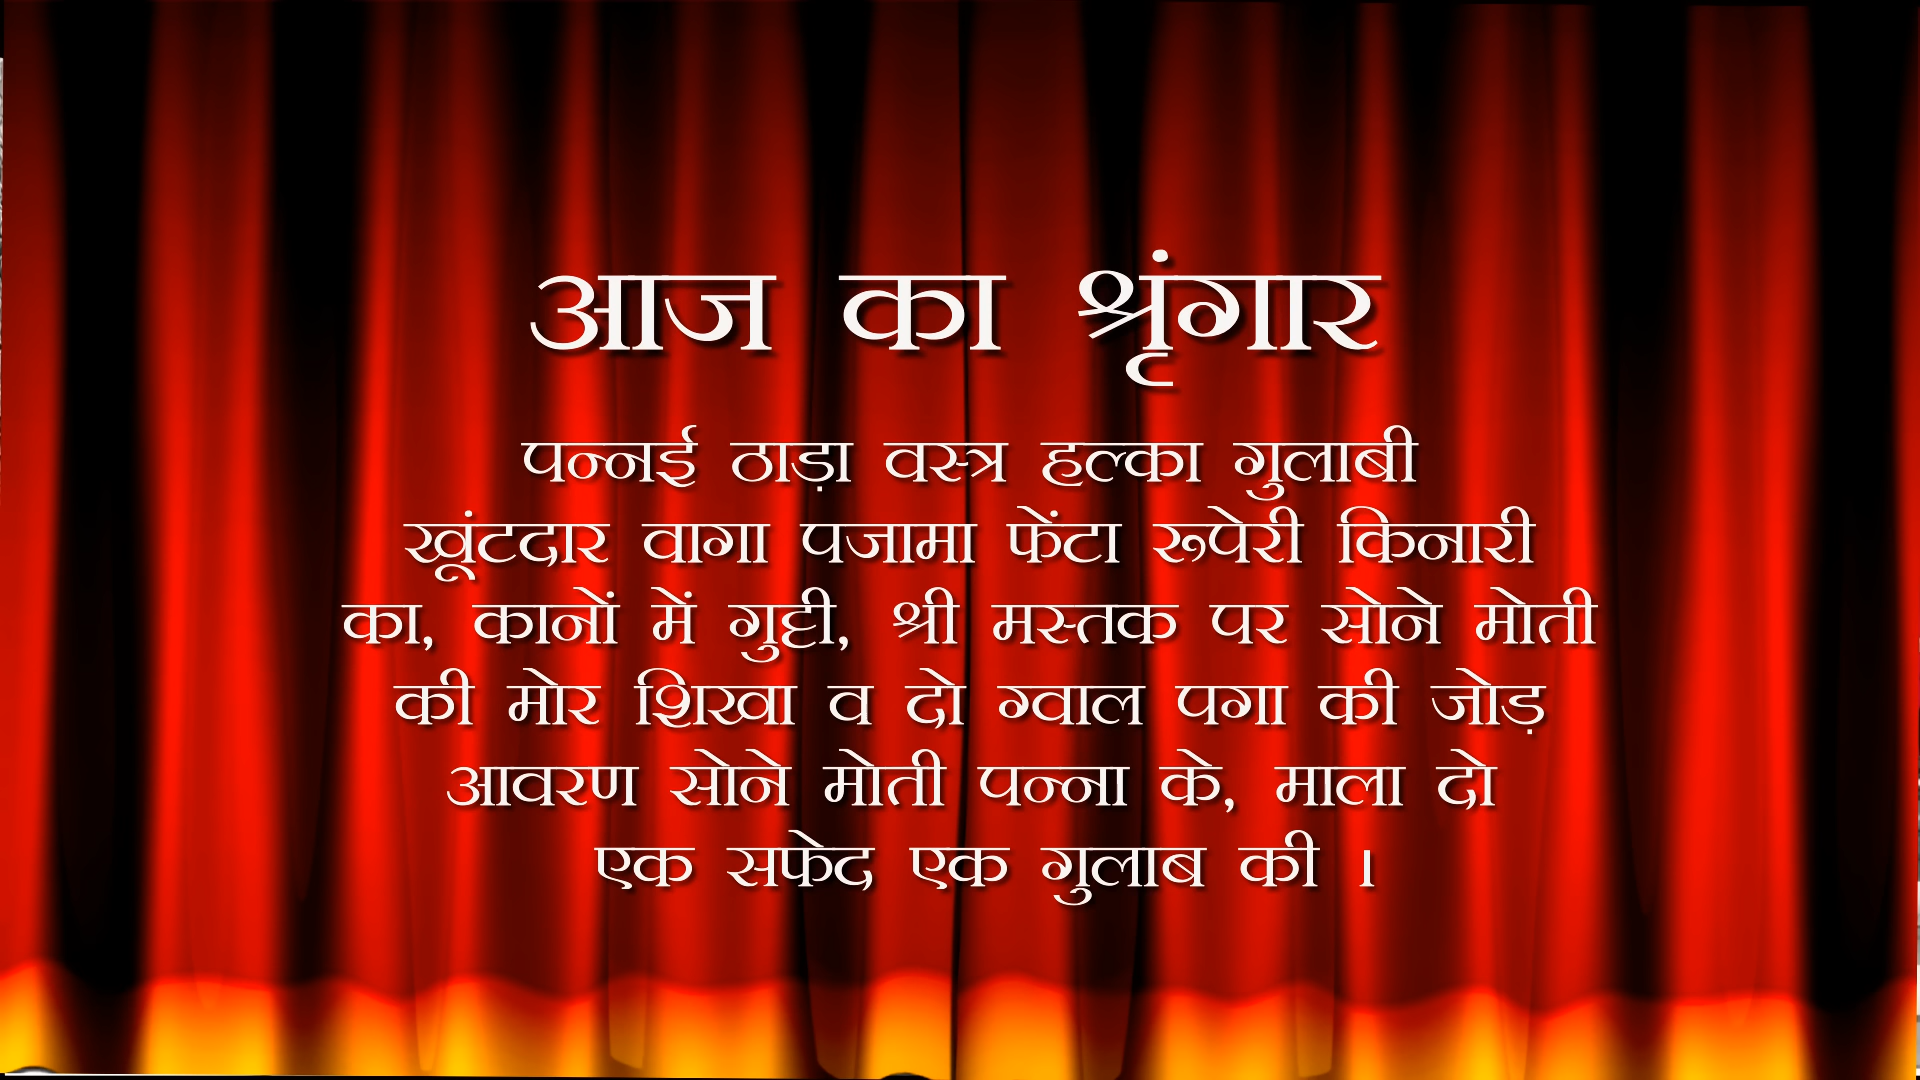 आज का श्रृंगार
पन्नई ठाड़ा वस्त्र हल्का गुलाबी
खूंटदार वागा पजामा फेंटा रूपेरी किनारी
का, कानों में गुट्टी, श्री मस्तक पर सोने मोती
की मोर शिखा व दो ग्वाल पगा की जोड़
आवरण सोने मोती पन्ना के, माला दो
एक सफेद एक गुलाब की ।